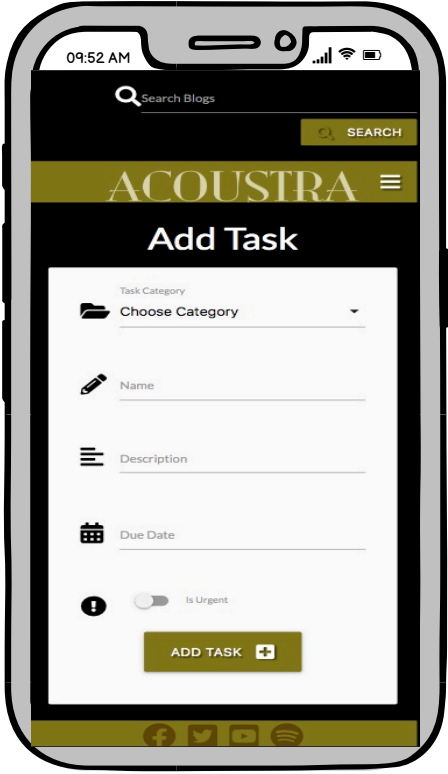 09:52 AM
Search Blogs
SEARCH
ACOUSTRA
Add Task
Task Category
Choose Category
Name
Description
Due Date
Is Urgent
ADD TASK